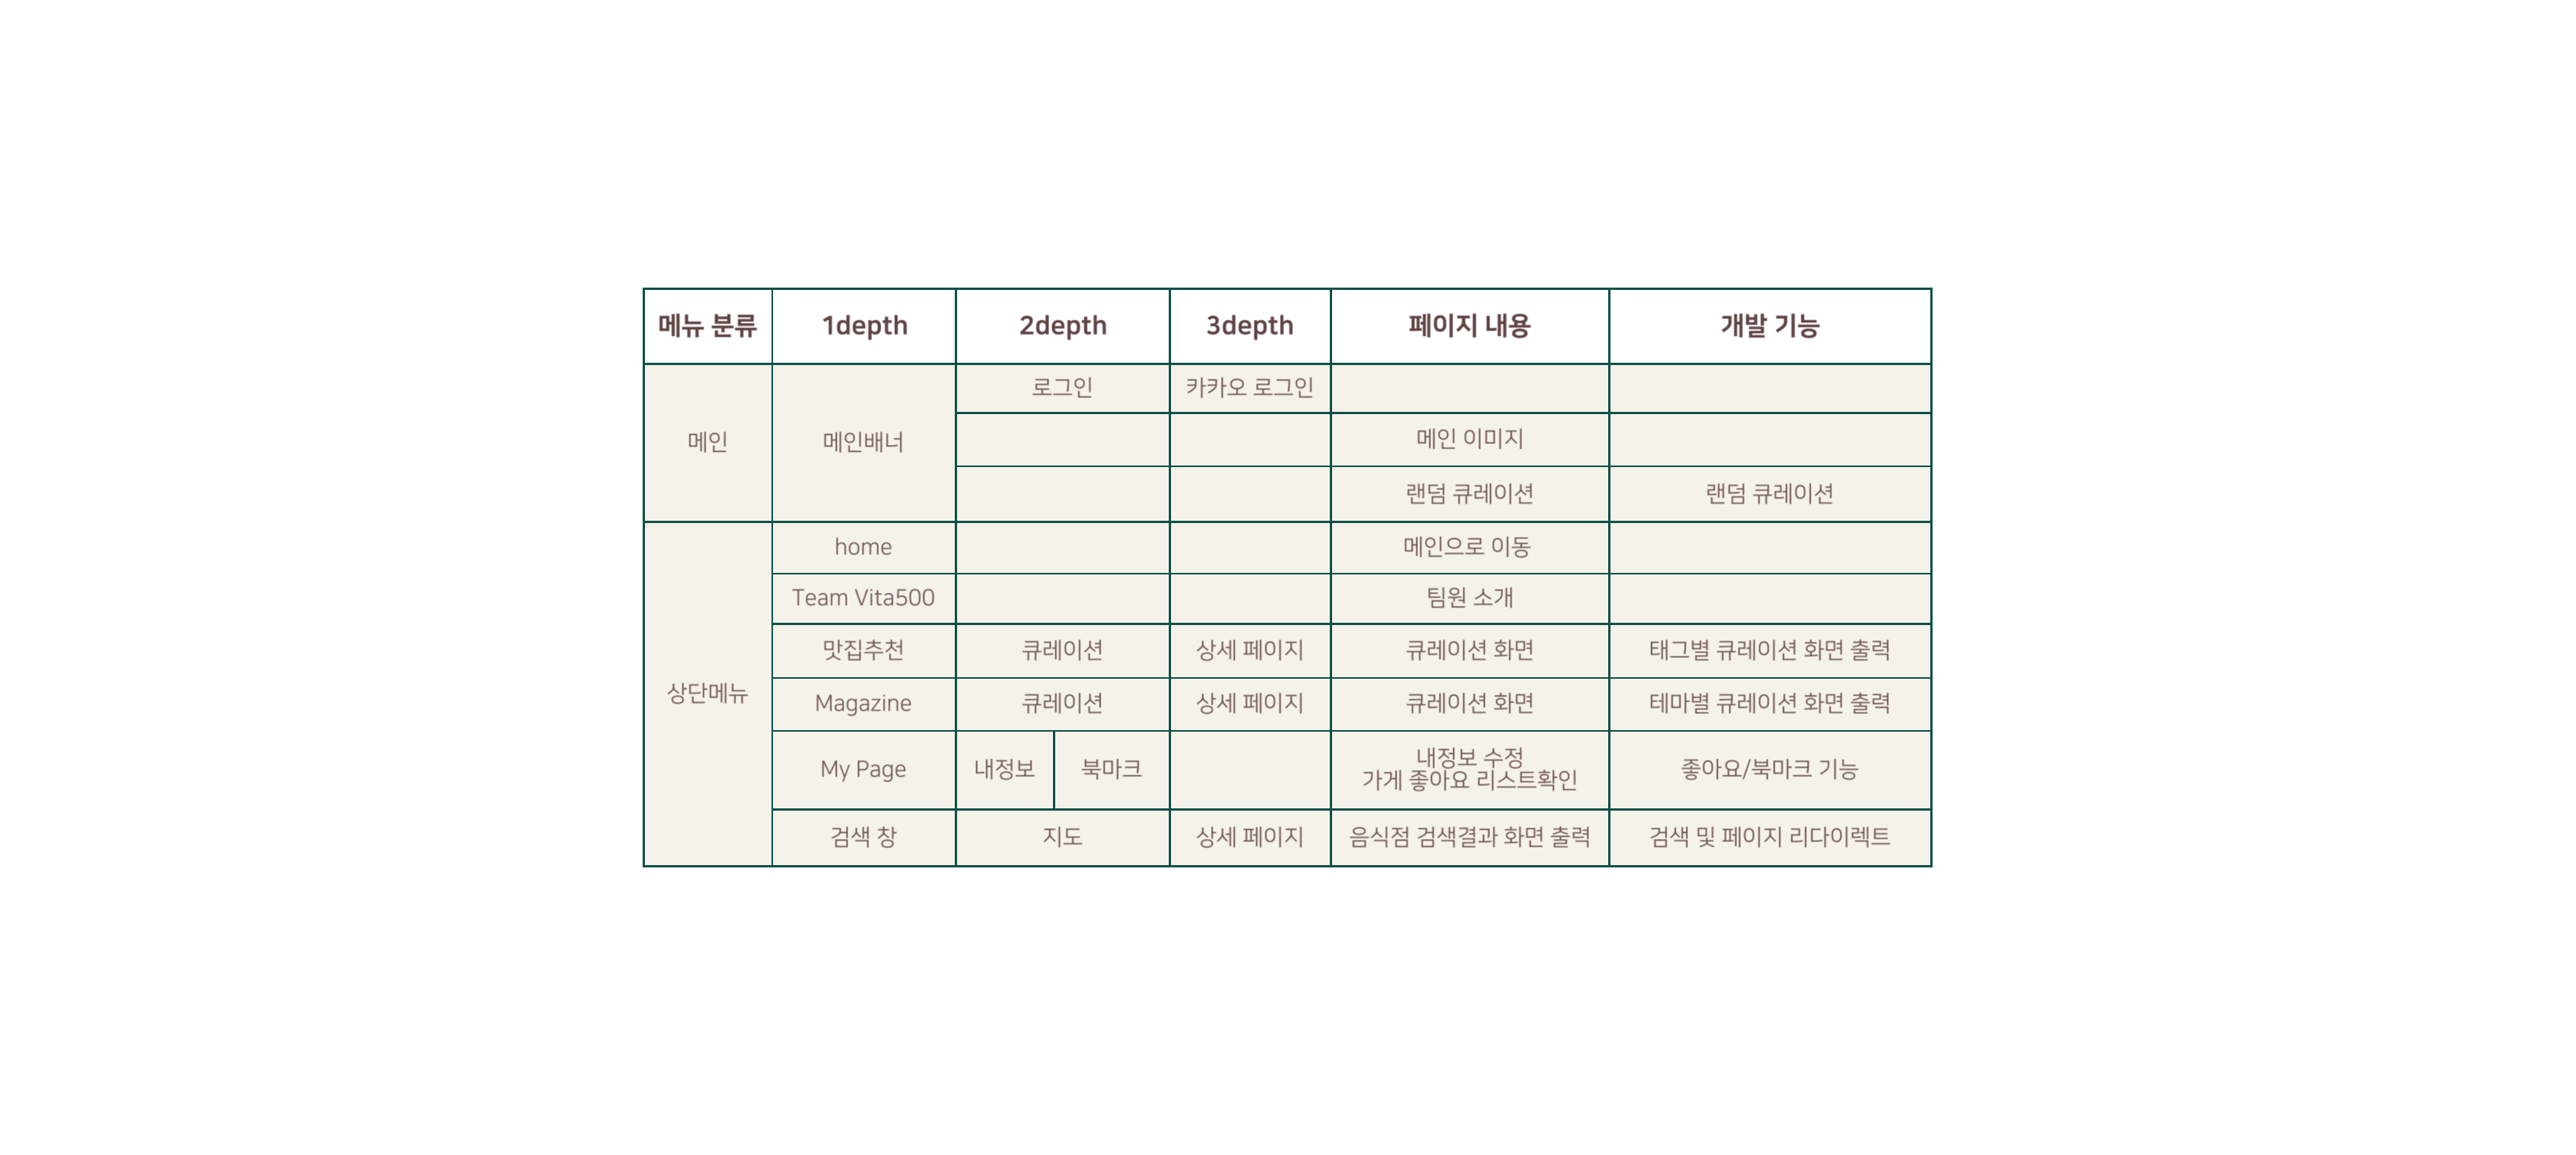 메뉴 분류 1depth 2depth 3depth 페이지 내용 개발 기능
메인 메인배너 로그인 카카오 로그인
메인 이미지
랜덤 큐레이션 랜덤 큐레이션
상단메뉴 home 메인으로 이동
Team Vita500 팀원 소개
맛집추천 큐레이션 상세 페이지 큐레이션 화면 태그별 큐레이션 화면 출력
Magazine 큐레이션 상세 페이지 큐레이션 화면 테마별 큐레이션 화면 출력
My Page 내정보 북마크 내정보 수정
가게 좋아요 리스트확인 좋아요/북마크 기능
검색 창 지도 상세 페이지 음식점 검색결과 화면 출력 검색 및 페이지 리다이렉트